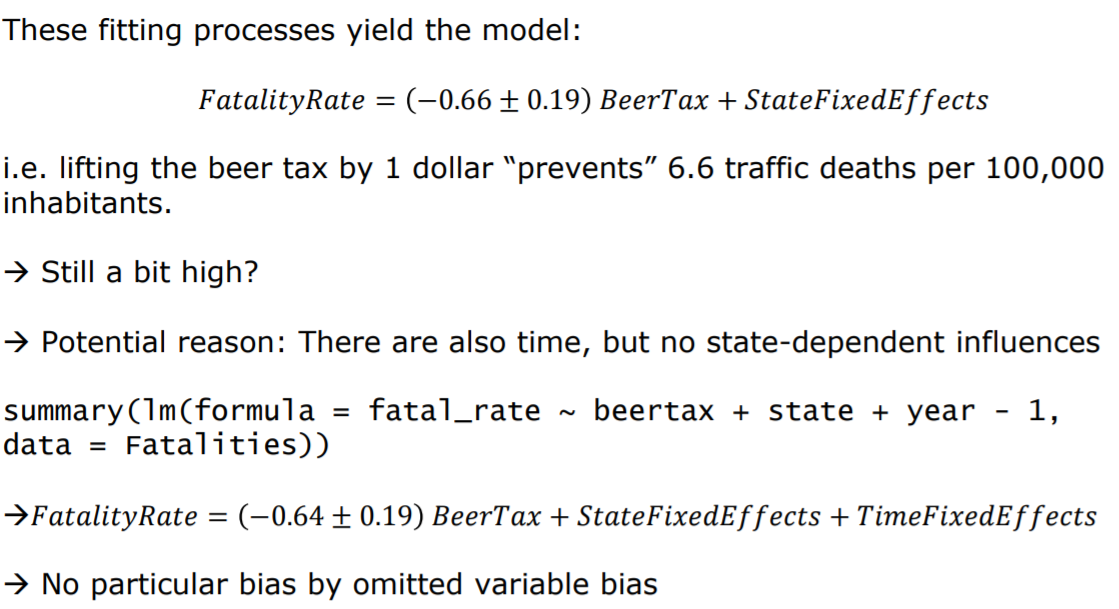 These fitting processes yield the model:
FatalityRate = (−0.66 ± 0.19) BeerTax + StateFixedEffects
i.e. lifting the beer tax by 1 dollar “prevents” 6.6 traffic deaths per 100,000
inhabitants.
→ Still a bit high?
→ Potential reason: There are also time, but no state-dependent influences
summary(lm(formula = fatal_rate ~ beertax + state + year - 1,
data = Fatalities))
→FatalityRate = (−0.64 ± 0.19) BeerTax + StateFixedEffects + TimeFixedEffects
→ No particular bias by omitted variable bias